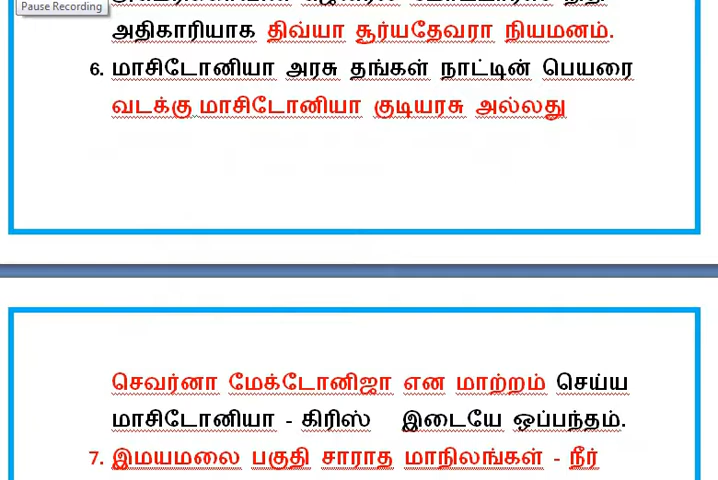 Pause Recording
அதிகாரியாக திவ்யா சூர்யதேவரா நியமனம்.
6. மாசிடோனியா அரசு தங்கள் நாட்டின் பெயரை
வடக்கு மாசிடோனியா குடியரசு அல்லது
செவர்னா மேக்டோனிஜா என மாற்றம் செய்ய
மாசிடோனியா - கிரிஸ் இடையே ஒப்பந்தம்.
7. இமயமலை பகுதி சாராத மாநிலங்கள் - நீர்